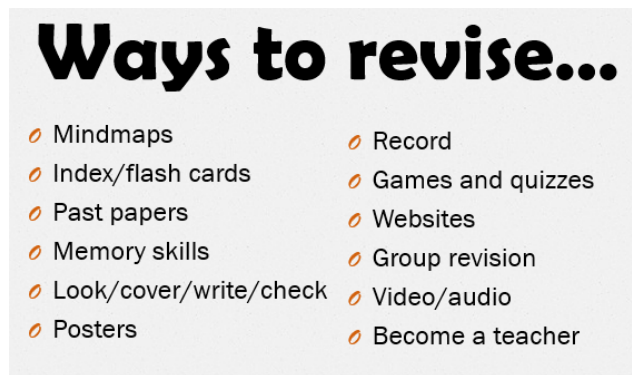 Ways to revise...
Mindmaps
Index/flash cards
Past papers
Memory skills
Look/cover/write/check
Posters
Record
Games and quizzes
Websites
Group revision
Video/audio
Become a teacher